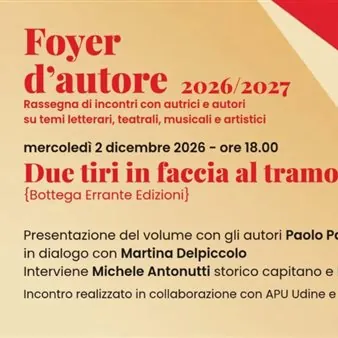 Foyer
d'autore 2026/2027
Rassegna di incontri con autrici e autori
su temi letterari, teatrali, musicali e artistici
mercoledì 2 dicembre 2026 - ore 18.00
Due tiri in faccia al tramo
{Bottega Errante Edizioni}
Presentazione del volume con gli autori Paolo
in dialogo con Martina Delpiccolo
Interviene Michele Antonutti storico capitano e
Incontro realizzato in collaborazione con APU Udine e